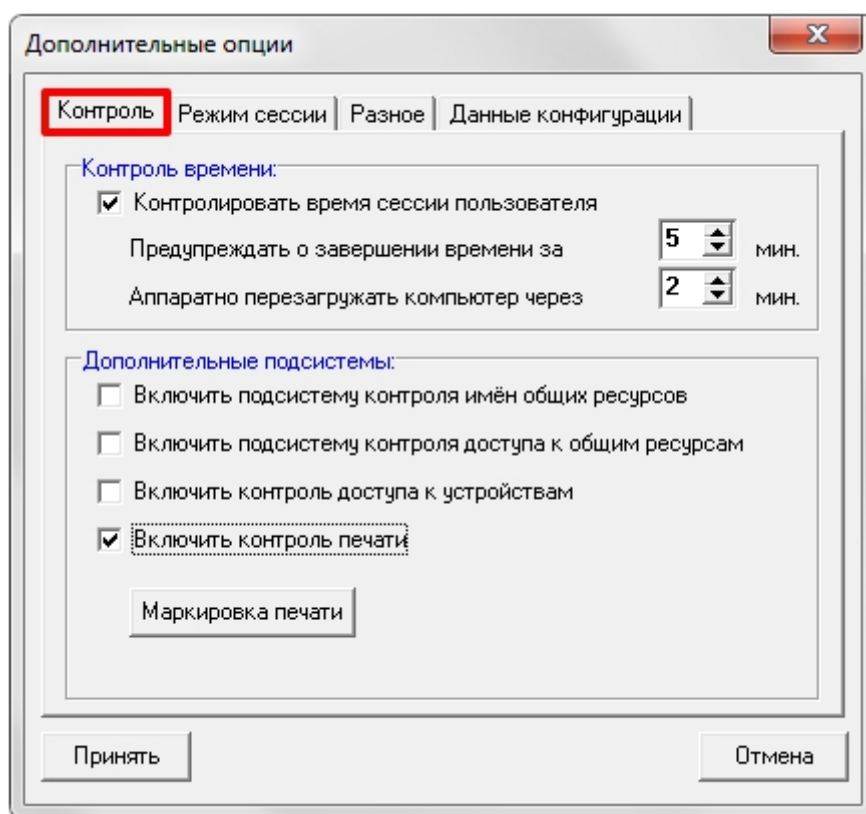 Дополнительные опции
Контроль Режим сессии Разное Данные конфигурации
Контроль времени:
Контролировать время сессии пользователя
Предупреждать о завершении времени за 5 мин.
Аппаратно перезагружать компьютер через 2 мин.
Дополнительные подсистемы:
Включить подсистему контроля имён общих ресурсов
Включить подсистему контроля доступа к общим ресурсам
Включить контроль доступа к устройствам
Включить контроль печати
Маркировка печати
Принять Отмена